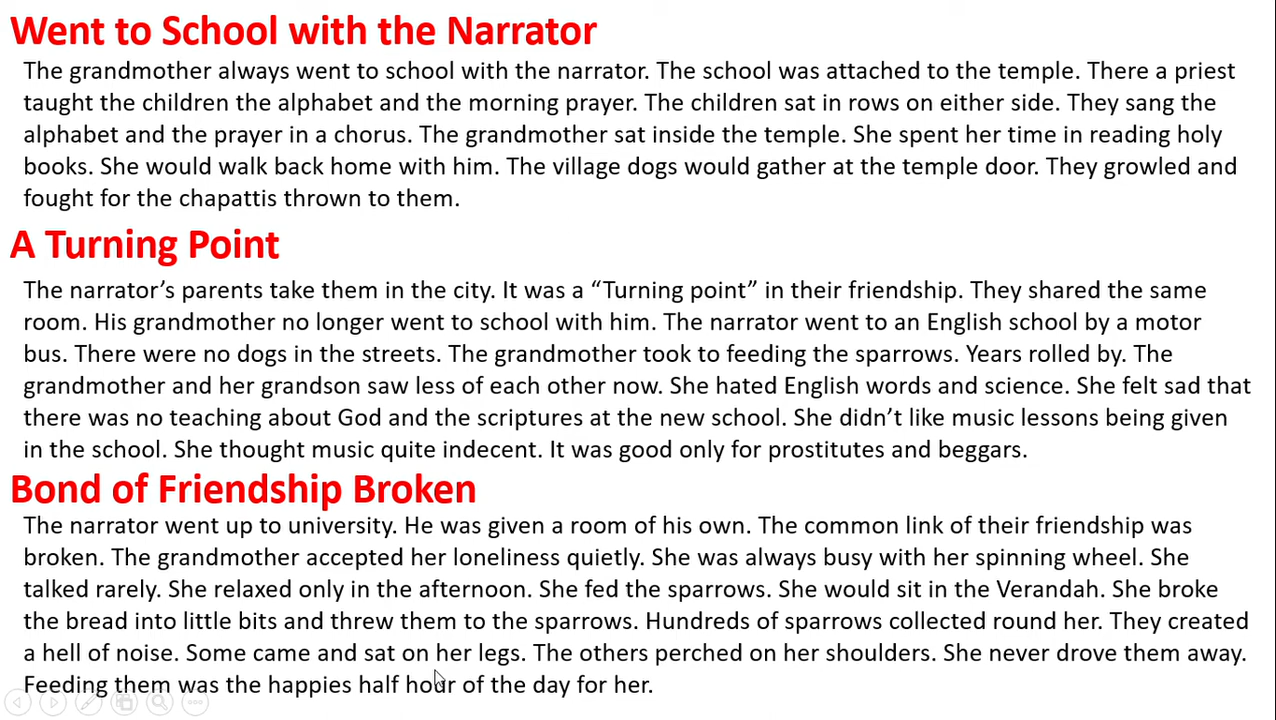 Went to School with the Narrator
The grandmother always went to school with the narrator. The school was attached to the temple. There a priest
taught the children the alphabet and the morning prayer. The children sat in rows on either side. They sang the
alphabet and the prayer in a chorus. The grandmother sat inside the temple. She spent her time in reading holy
books. She would walk back home with him. The village dogs would gather at the temple door. They growled and
fought for the chapattis thrown to them.
A Turning Point
The narrator’s parents take them in the city. It was a “Turning point” in their friendship. They shared the same
room. His grandmother no longer went to school with him. The narrator went to an English school by a motor
bus. There were no dogs in the streets. The grandmother took to feeding the sparrows. Years rolled by. The
grandmother and her grandson saw less of each other now. She hated English words and science. She felt sad that
there was no teaching about God and the scriptures at the new school. She didn’t like music lessons being given
in the school. She thought music quite indecent. It was good only for prostitutes and beggars.
Bond of Friendship Broken
The narrator went up to university. He was given a room of his own. The common link of their friendship was
broken. The grandmother accepted her loneliness quietly. She was always busy with her spinning wheel. She
talked rarely. She relaxed only in the afternoon. She fed the sparrows. She would sit in the Verandah. She broke
the bread into little bits and threw them to the sparrows. Hundreds of sparrows collected round her. They created
a hell of noise. Some came and sat on her legs. The others perched on her shoulders. She never drove them away.
Feeding them was the happies half hour of the day for her.